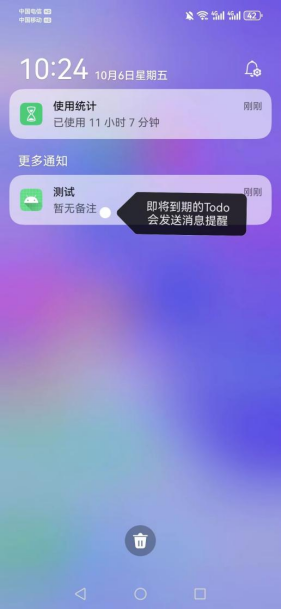 中国电信 HD
中国移动 HD
4G 4G 42
10:24 10月6日星期五
使用统计 刚刚
已使用 11 小时 7 分钟
更多通知
测试 刚刚
暂无备注
即将到期的Todo
会发送消息提醒